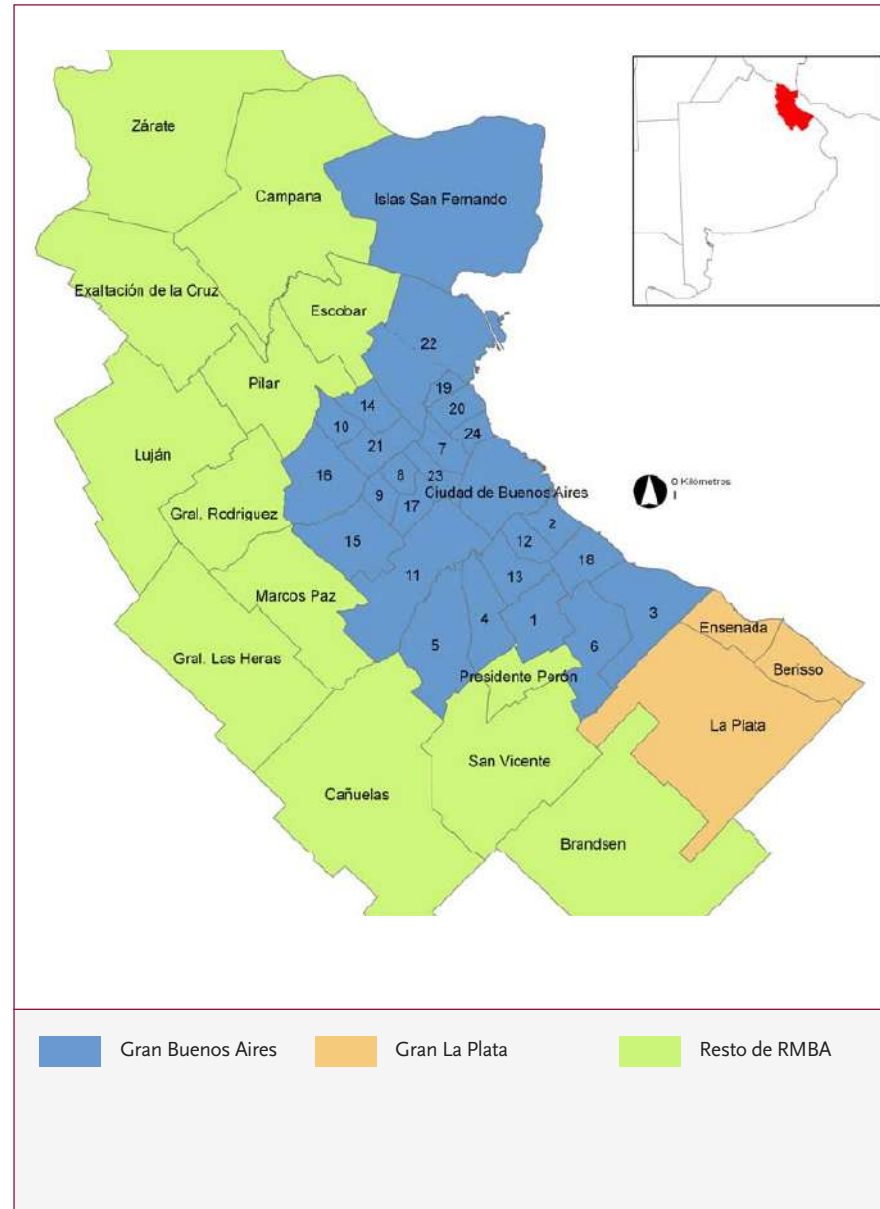 Zárate
Campana
Islas San Fernando
Exaltación de la Cruz
Escobar
22
Pilar
19
14
20
10
24
Luján
21
7
16
8
23
Ciudad de Buenos Aires
9
17
Gral. Rodriguez
2
15
12
18
11
13
Marcos Paz
3
1
4
Ensenada
5
6
Gral. Las Heras
Berisso
Presidente Perón
La Plata
San Vicente
Cañuelas
Brandsen
0 Kilómetros
Gran Buenos Aires
Gran La Plata
Resto de RMBA